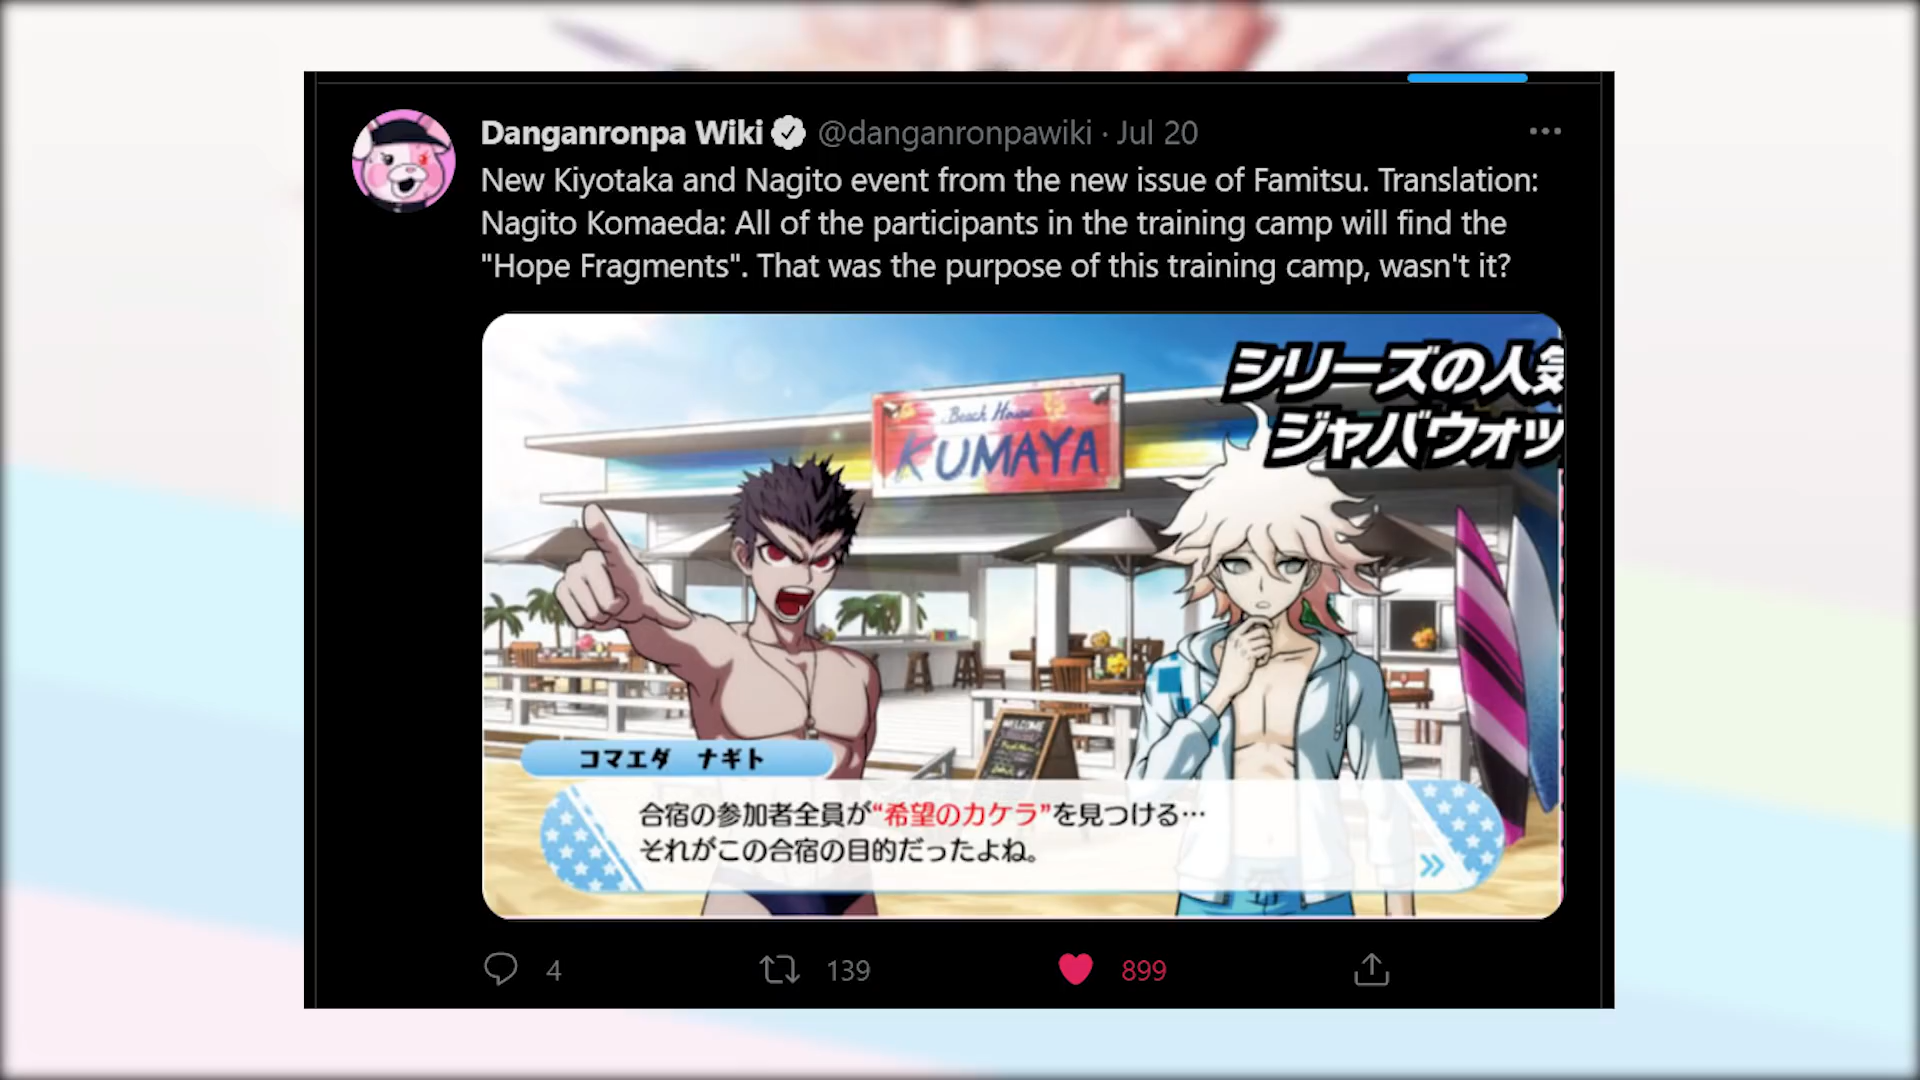 Danganronpa Wiki @danganronpawiki · Jul 20
New Kiyotaka and Nagito event from the new issue of Famitsu. Translation:
Nagito Komaeda: All of the participants in the training camp will find the
"Hope Fragments". That was the purpose of this training camp, wasn't it?
シリーズの人気
ジャバウォッ
Beach House
KUMAYA
WELCOME
コマエダ ナギト
合宿の参加者全員が“希望のカケラ”を見つける…
それがこの合宿の目的だったよね。
4 139 899